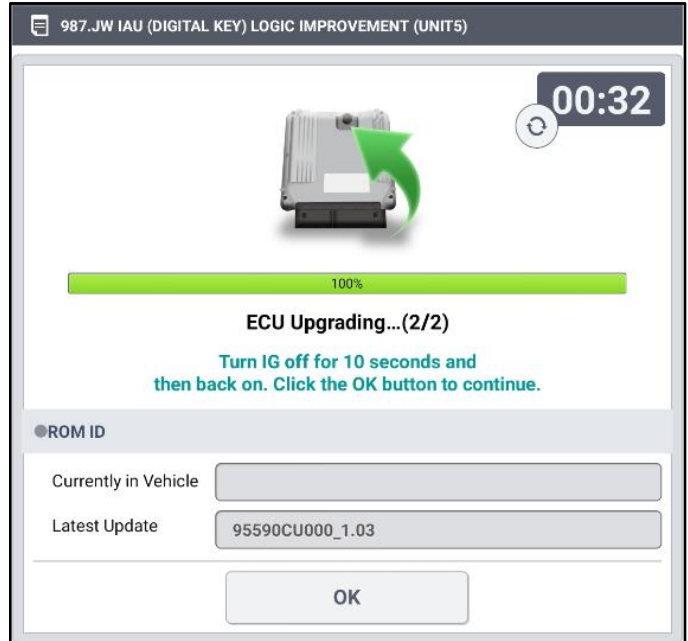 987.JW IAU (DIGITAL KEY) LOGIC IMPROVEMENT (UNIT5)
00:32
100%
ECU Upgrading...(2/2)
Turn IG off for 10 seconds and
then back on. Click the OK button to continue.
ROM ID
Currently in Vehicle
Latest Update 95590CU000_1.03
OK